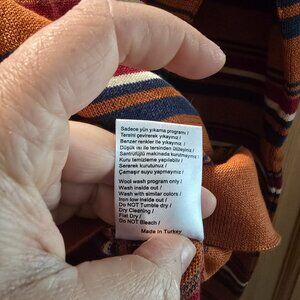 Sadece yün yıkama programı /
Tersini çevirerek yıkayınız /
Benzer renkler ile yıkayınız /
Düşük ısı ile tersinden ütüleyiniz /
Santrifüjlü makinada kurutmayınız /
Kuru temizleme yapılabilir /
Sererek kurutunuz /
Çamaşır suyu yapmayınız /
Wool wash program only /
Wash inside out /
Wash with similar colors /
Iron low inside out /
Do NOT Tumble dry /
Dry Cleaning /
Flat Dry /
Do NOT Bleach /
Made in Turkey